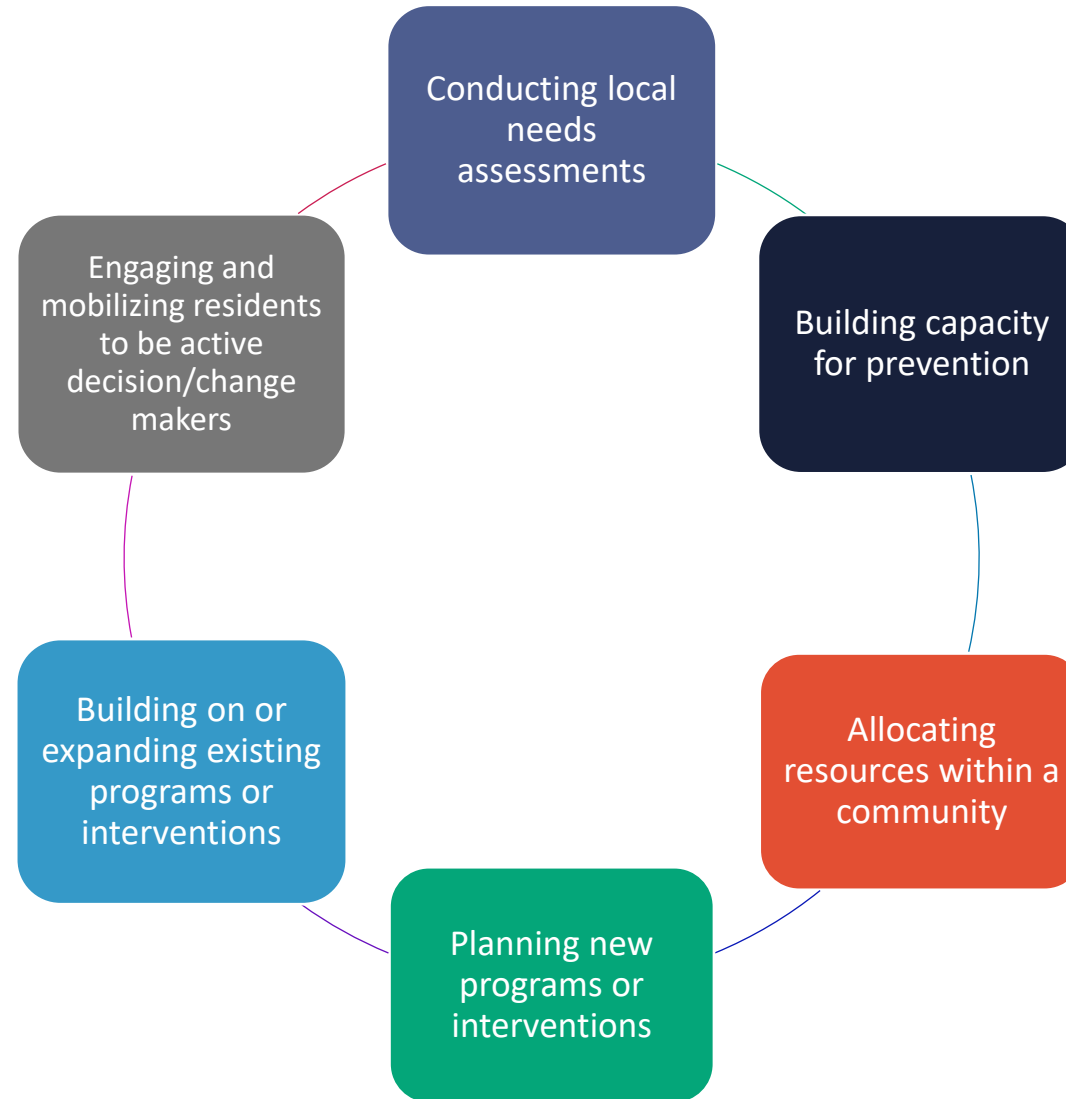 Conducting local
needs
assessments
Building capacity
for prevention
Allocating
resources within a
community
Planning new
programs or
interventions
Building on or
expanding existing
programs or
interventions
Engaging and
mobilizing residents
to be active
decision/change
makers